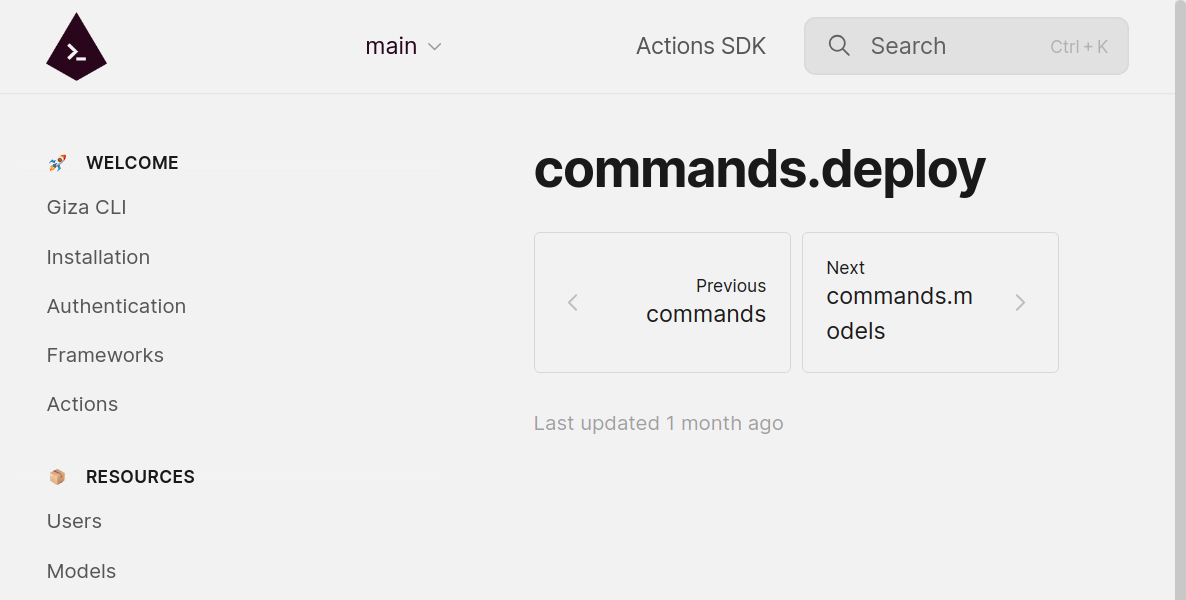 main
Actions SDK
Search
Ctrl + K
WELCOME
Giza CLI
Installation
Authentication
Frameworks
Actions
RESOURCES
Users
Models
commands.deploy
Previous
commands
Next
commands.m
odels
Last updated 1 month ago